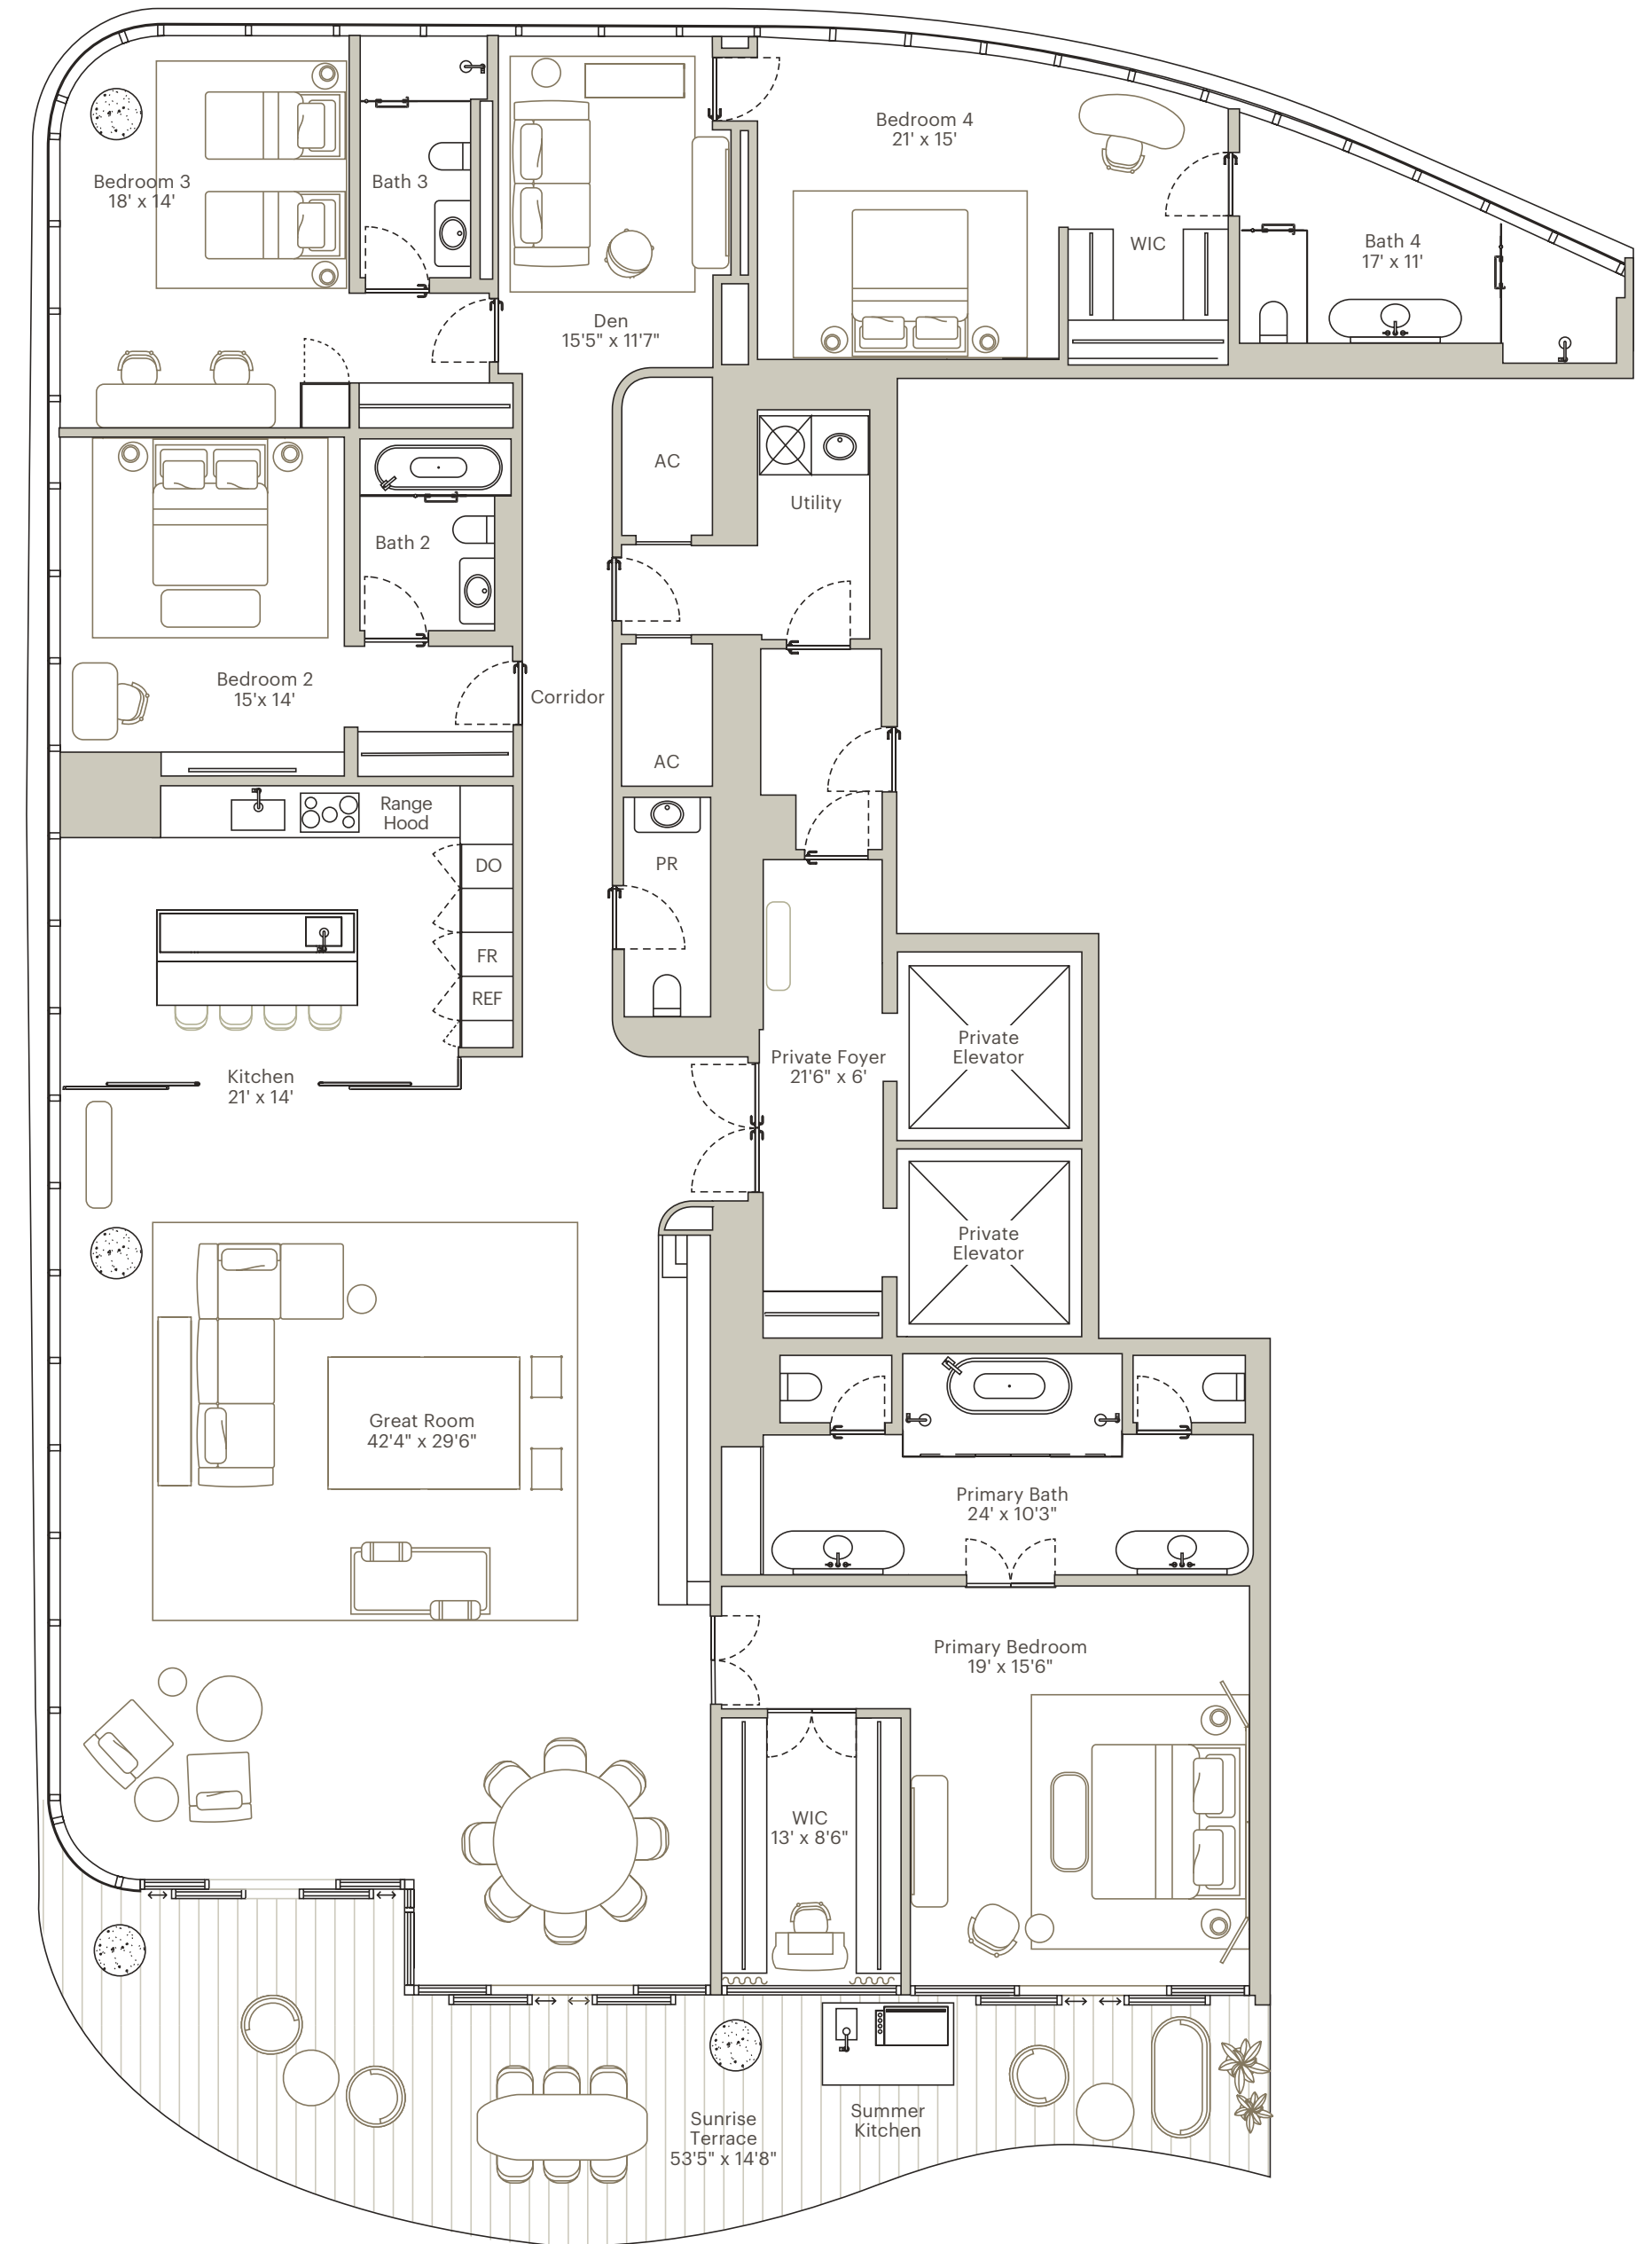 Bedroom 4
21' x 15'
Bedroom 3
18' x 14'
Bath 3
WIC
Bath 4
17' x 11'
Den
15'5" x 11'7"
AC
Utility
Bath 2
Bedroom 2
15'x 14'
Corridor
AC
Range
Hood
DO
PR
FR
REF
Private
Elevator
Private Foyer
21'6" x 6'
Kitchen
21' x 14'
Private
Elevator
Great Room
42'4" x 29'6"
Primary Bath
24' x 10'3"
Primary Bedroom
19' x 15'6"
WIC
13' x 8'6"
Sunrise
Terrace
53'5" x 14'8"
Summer
Kitchen